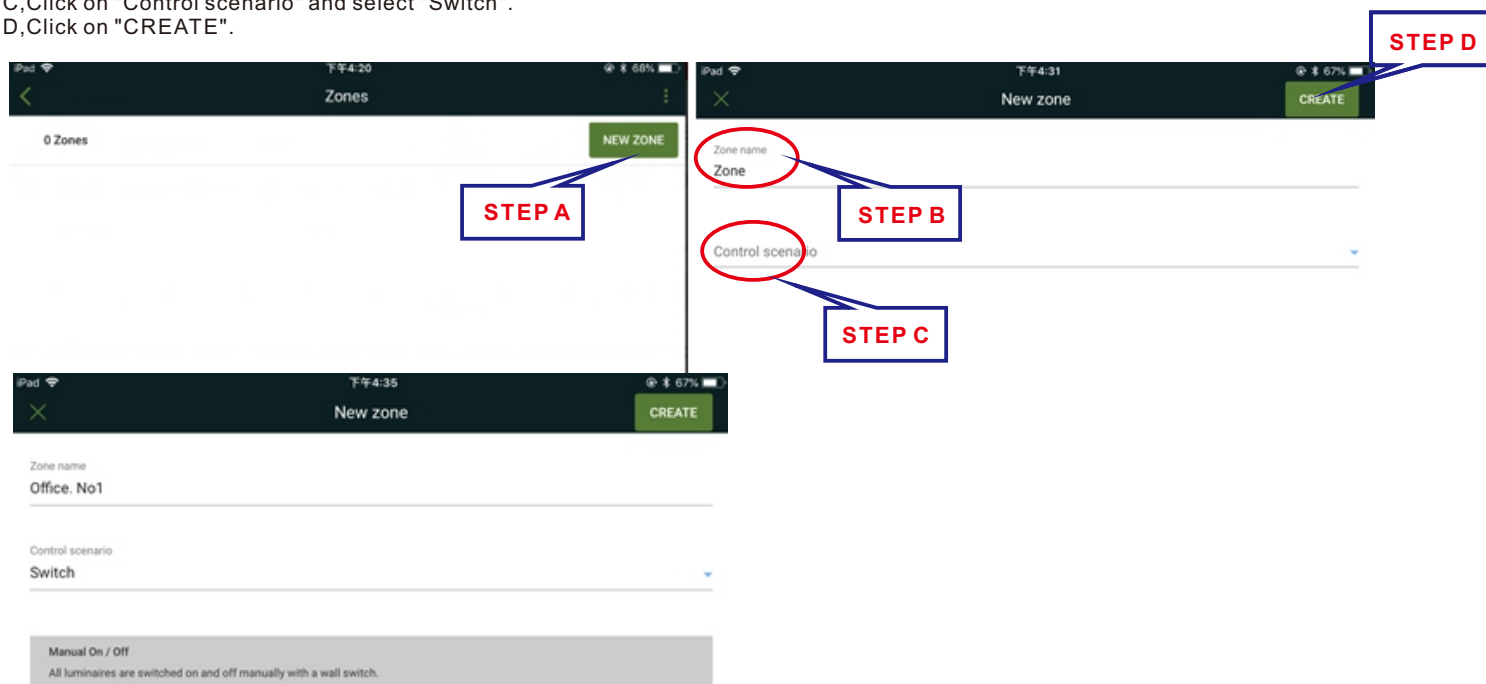 C,Click on "Control scenario" and select "Switch".
D,Click on "CREATE".
STEP D
iPad 下午4:20 68%
Zones
0 Zones NEW ZONE
STEP A
iPad 下午4:31 67%
New zone CREATE
Zone name
Zone
STEP B
Control scenario
STEP C
iPad 下午4:35 67%
New zone CREATE
Zone name
Office. No1
Control scenario
Switch
Manual On / Off
All luminaires are switched on and off manually with a wall switch.